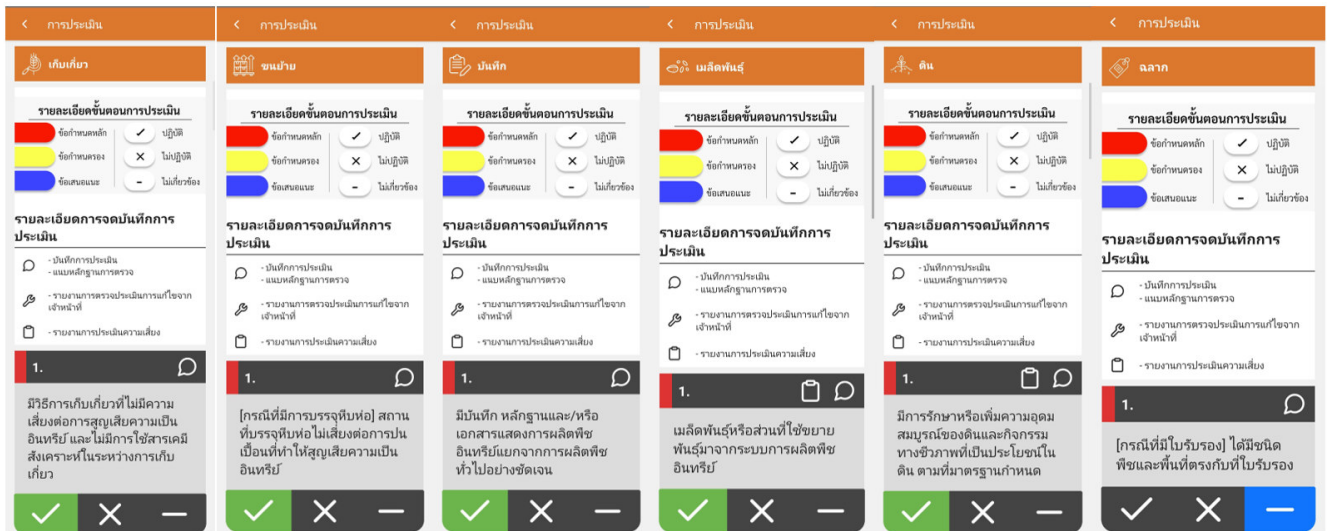 < การประเมิน
เก็บเกี่ยว
รายละเอียดขั้นตอนการประเมิน
ข้อกำหนดหลัก ✓ ปฏิบัติ
ข้อกำหนดรอง × ไม่ปฏิบัติ
ข้อเสนอแนะ - ไม่เกี่ยวข้อง
รายละเอียดการจดบันทึกการ
ประเมิน
- บันทึกการประเมิน
- แนบหลักฐานการตรวจ
- รายงานการตรวจประเมินการแก้ไขจาก
เจ้าหน้าที่
- รายงานการประเมินความเสี่ยง
1.
มีวิธีการเก็บเกี่ยวที่ไม่มีความ
เสี่ยงต่อการสูญเสียความเป็น
อินทรีย์ และไม่มีการใช้สารเคมี
สังเคราะห์ในระหว่างการเก็บ
เกี่ยว
< การประเมิน
ขนย้าย
รายละเอียดขั้นตอนการประเมิน
ข้อกำหนดหลัก ✓ ปฏิบัติ
ข้อกำหนดรอง × ไม่ปฏิบัติ
ข้อเสนอแนะ - ไม่เกี่ยวข้อง
รายละเอียดการจดบันทึกการ
ประเมิน
- บันทึกการประเมิน
- แนบหลักฐานการตรวจ
- รายงานการตรวจประเมินการแก้ไขจาก
เจ้าหน้าที่
- รายงานการประเมินความเสี่ยง
1.
[กรณีที่มีการบรรจุหีบห่อ] สถาน
ที่บรรจุหีบห่อไม่เสี่ยงต่อการปน
เปื้อนที่ทำให้สูญเสียความเป็น
อินทรีย์
< การประเมิน
บันทึก
รายละเอียดขั้นตอนการประเมิน
ข้อกำหนดหลัก ✓ ปฏิบัติ
ข้อกำหนดรอง × ไม่ปฏิบัติ
ข้อเสนอแนะ - ไม่เกี่ยวข้อง
รายละเอียดการจดบันทึกการ
ประเมิน
- บันทึกการประเมิน
- แนบหลักฐานการตรวจ
- รายงานการตรวจประเมินการแก้ไขจาก
เจ้าหน้าที่
- รายงานการประเมินความเสี่ยง
1.
มีบันทึก หลักฐานและ/หรือ
เอกสารแสดงการผลิตพืช
อินทรีย์แยกจากการผลิตพืช
ทั่วไปอย่างชัดเจน
< การประเมิน
เมล็ดพันธุ์
รายละเอียดขั้นตอนการประเมิน
ข้อกำหนดหลัก ✓ ปฏิบัติ
ข้อกำหนดรอง × ไม่ปฏิบัติ
ข้อเสนอแนะ - ไม่เกี่ยวข้อง
รายละเอียดการจดบันทึกการ
ประเมิน
- บันทึกการประเมิน
- แนบหลักฐานการตรวจ
- รายงานการตรวจประเมินการแก้ไขจาก
เจ้าหน้าที่
- รายงานการประเมินความเสี่ยง
1.
เมล็ดพันธุ์หรือส่วนที่ใช้ขยาย
พันธุ์มาจากระบบการผลิตพืช
อินทรีย์
< การประเมิน
ดิน
รายละเอียดขั้นตอนการประเมิน
ข้อกำหนดหลัก ✓ ปฏิบัติ
ข้อกำหนดรอง × ไม่ปฏิบัติ
ข้อเสนอแนะ - ไม่เกี่ยวข้อง
รายละเอียดการจดบันทึกการ
ประเมิน
- บันทึกการประเมิน
- แนบหลักฐานการตรวจ
- รายงานการตรวจประเมินการแก้ไขจาก
เจ้าหน้าที่
- รายงานการประเมินความเสี่ยง
1.
มีการรักษาหรือเพิ่มความอุดม
สมบูรณ์ของดินและกิจกรรม
ทางชีวภาพที่เป็นประโยชน์ใน
ดิน ตามที่มาตรฐานกำหนด
< การประเมิน
ฉลาก
รายละเอียดขั้นตอนการประเมิน
ข้อกำหนดหลัก ✓ ปฏิบัติ
ข้อกำหนดรอง × ไม่ปฏิบัติ
ข้อเสนอแนะ - ไม่เกี่ยวข้อง
รายละเอียดการจดบันทึกการ
ประเมิน
- บันทึกการประเมิน
- แนบหลักฐานการตรวจ
- รายงานการตรวจประเมินการแก้ไขจาก
เจ้าหน้าที่
- รายงานการประเมินความเสี่ยง
1.
[กรณีที่มีใบรับรอง] ได้มีชนิด
พืชและพื้นที่ตรงกับที่ใบรับรอง